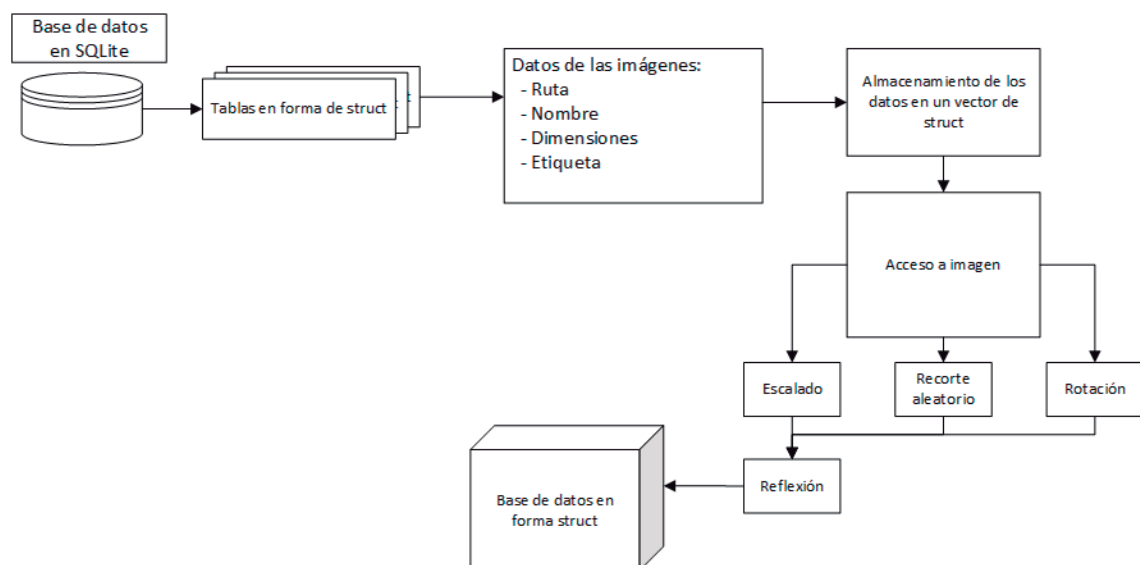 Base de datos
en SQLite
Tablas en forma de struct
Datos de las imágenes:
- Ruta
- Nombre
- Dimensiones
- Etiqueta
Almacenamiento de los
datos en un vector de
struct
Acceso a imagen
Escalado
Recorte
aleatorio
Rotación
Reflexión
Base de datos en
forma struct